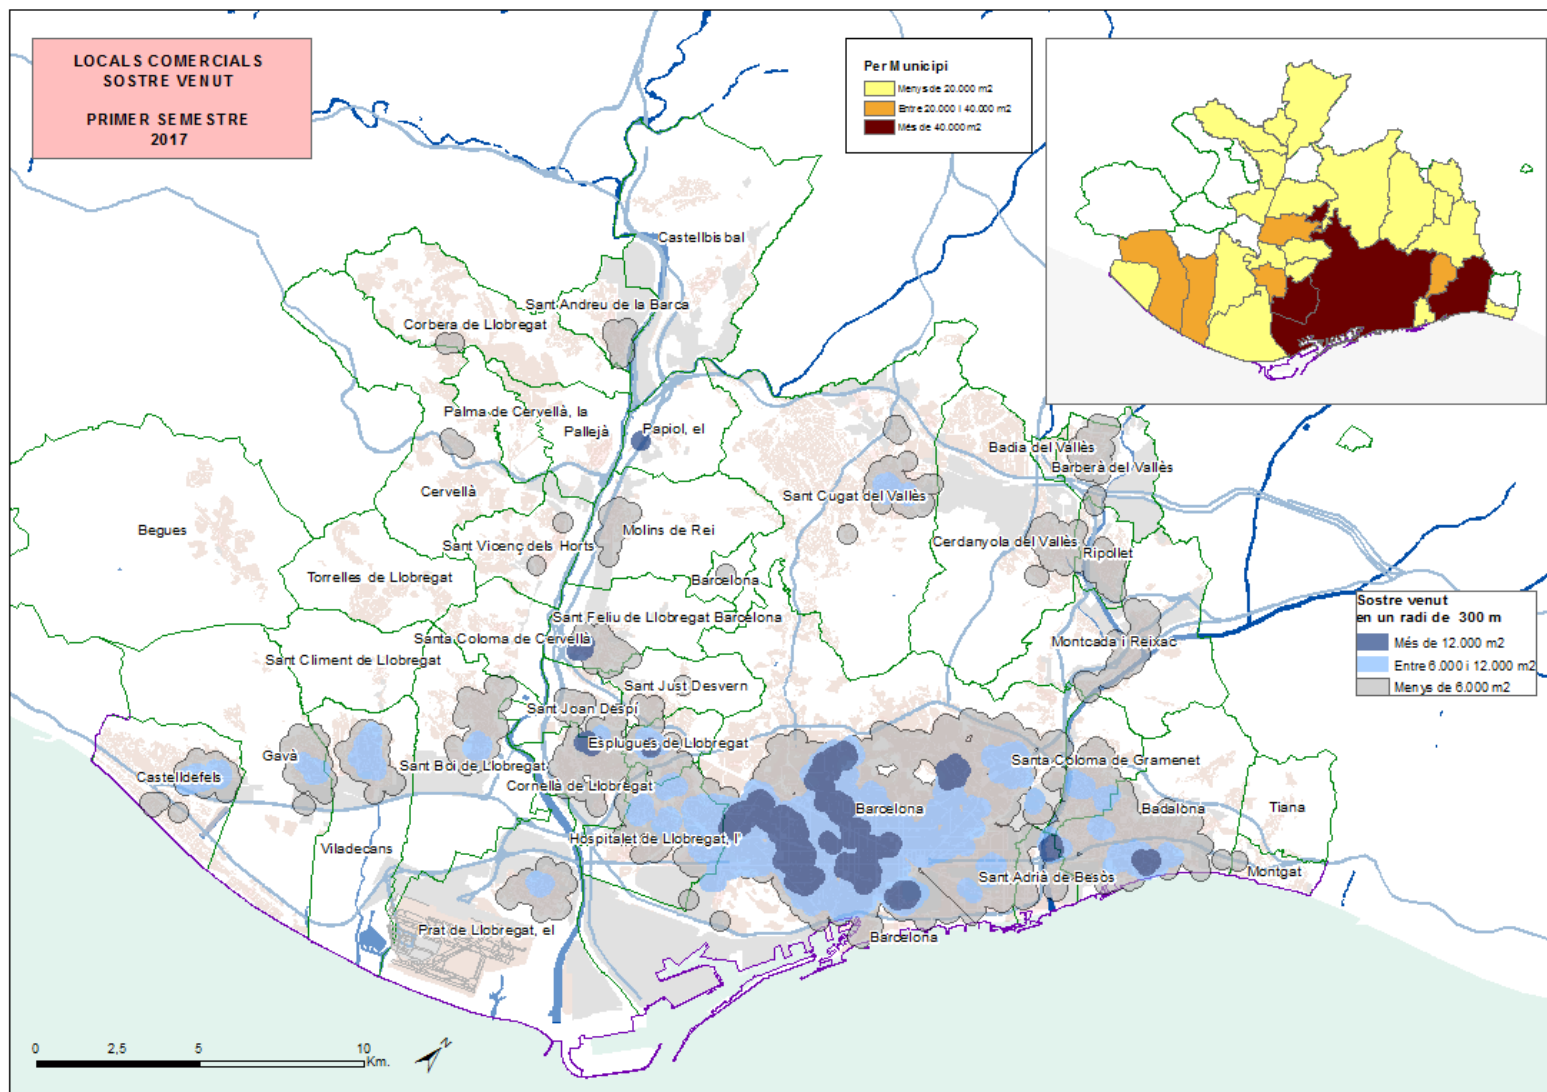 LOCALS COMERCIALS
SOSTRE VENUT
PRIMER SEMESTRE
2017
Per Municipi
Menys de 20.000 m2
Entre 20.000 i 40.000 m2
Més de 40.000 m2
Castellbisbal
Sant Andreu de la Barca
Corbera de Llobregat
Palma de Cervellà, la
Pallejà
Papiol, el
Badia del Vallès
Barberà del Vallès
Cervellà
Sant Cugat del Vallès
Begues
Sant Vicenç dels Horts
Molins de Rei
Cerdanyola del Vallès
Ripollet
Torrelles de Llobregat
Barcelona
Sostre venut
en un radi de 300 m
Més de 12.000 m2
Entre 6.000 i 12.000 m2
Menys de 6.000 m2
Sant Feliu de Llobregat Barcelona
Santa Coloma de Cervellà
Montcada i Reixac
Sant Climent de Llobregat
Sant Just Desvern
Sant Joan Despí
Esplugues de Llobregat
Gavà
Sant Boi de Llobregat
Santa Coloma de Gramenet
Castelldefels
Cornellà de Llobregat
Barcelona
Badalona
Tiana
Hospitalet de Llobregat, l'
Viladecans
Sant Adrià de Besòs
Montgat
Prat de Llobregat, el
Barcelona
0 2,5 5 10
Km.
N